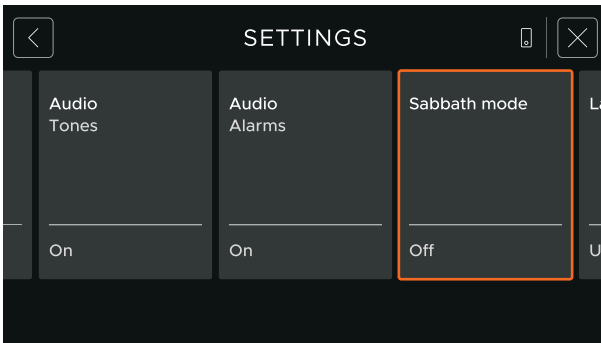 SETTINGS
Audio
Tones
On
Audio
Alarms
On
Sabbath mode
Off